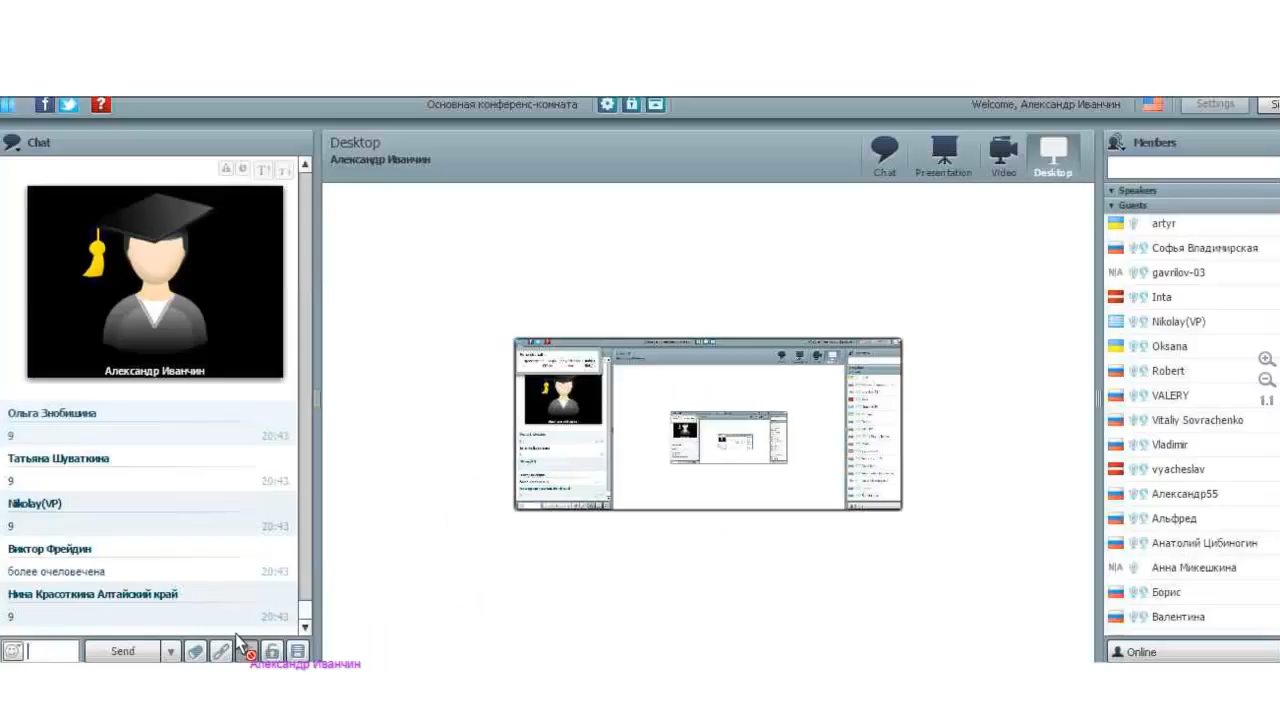 Основная конференс-комната
Welcome, Александр Иванчин
Settings
Chat
Desktop
Александр Иванчин
Chat
Presentation
Video
Desktop
Members
Александр Иванчин
Ольга Знобишина
9
20:43
Татьяна Шуваткина
9
20:43
Nikolay(VP)
9
20:43
Виктор Фрейдин
более очеловечена
20:43
Нина Красоткина Алтайский край
9
20:43
Send
Александр Иванчин
Speakers
Guests
artyr
Софья Владимирская
N/A gavrilov-03
Inta
Nikolay(VP)
Oksana
Robert
VALERY
Vitaliy Sovrachenko
Vladimir
vyacheslav
Александр55
Альфред
Анатолий Цибиногин
N/A Анна Микешкина
Борис
Валентина
1.1
Online